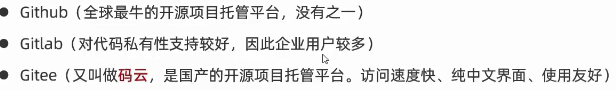 ● Github（全球最牛的开源项目托管平台，没有之一）
● Gitlab（对代码私有性支持较好，因此企业用户较多）
● Gitee（又叫做码云，是国产的开源项目托管平台。访问速度快、纯中文界面、使用友好）